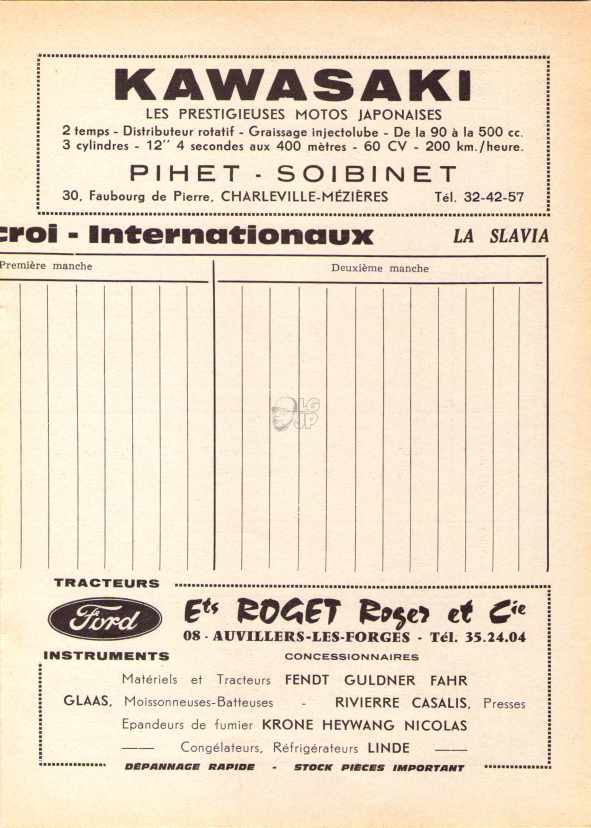 KAWASAKI
LES PRESTIGIEUSES MOTOS JAPONAISES
2 temps - Distributeur rotatif - Graissage injectolube - De la 90 à la 500 cc.
3 cylindres - 12'' 4 secondes aux 400 mètres - 60 CV - 200 km./heure.
PIHET - SOIBINET
30, Faubourg de Pierre, CHARLEVILLE-MÉZIÈRES Tél. 32-42-57
croi - Internationaux LA SLAVIA
Première manche Deuxième manche
LG
JP
TRACTEURS
Ford
Ets ROGET Roger et Cie
08 - AUVILLERS-LES-FORGES - Tél. 35.24.04
INSTRUMENTS CONCESSIONNAIRES
Matériels et Tracteurs FENDT GULDNER FAHR
GLAAS, Moissonneuses-Batteuses - RIVIERRE CASALIS, Presses
Epandeurs de fumier KRONE HEYWANG NICOLAS
—— Congélateurs, Réfrigérateurs LINDE ——
DÉPANNAGE RAPIDE - STOCK PIÈCES IMPORTANT